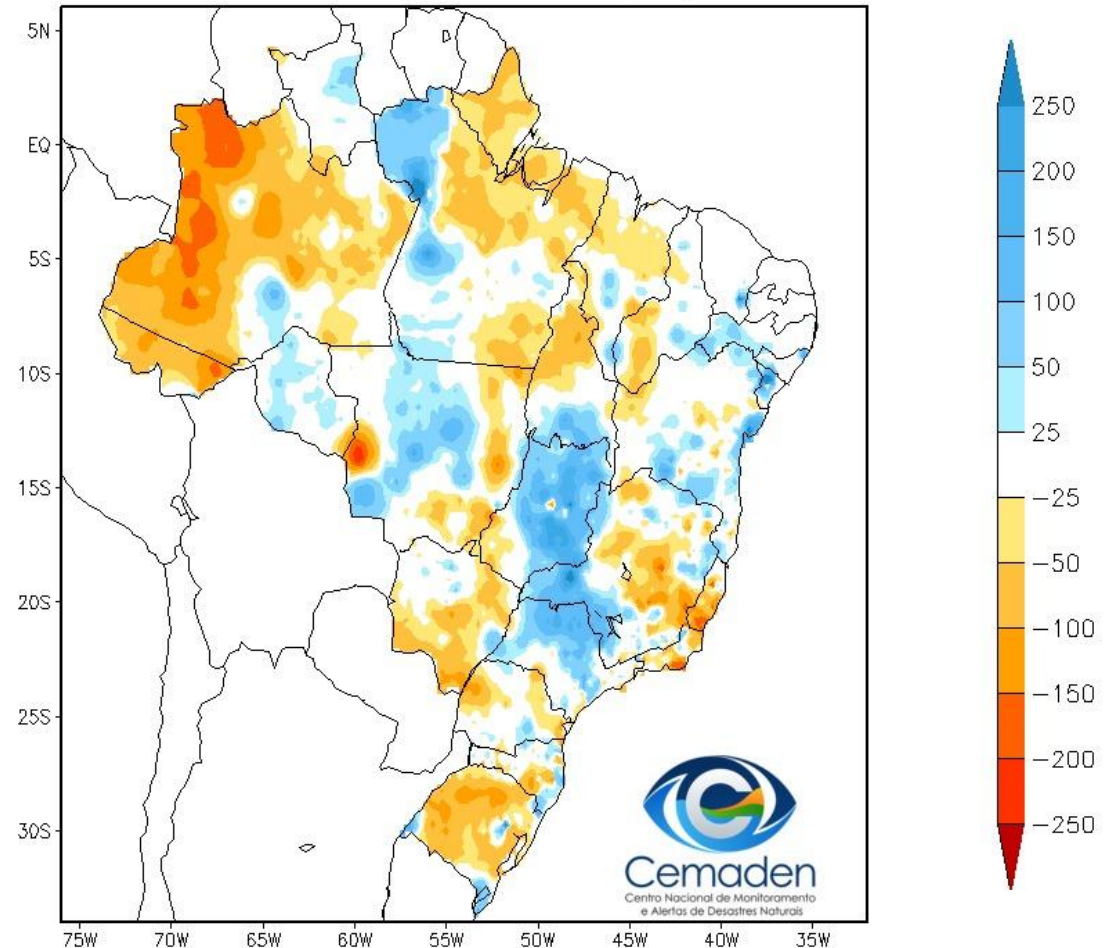 5N
EQ
5S
10S
15S
20S
25S
30S
75W 70W 65W 60W 55W 50W 45W 40W 35W
250
200
150
100
50
25
-25
-50
-100
-150
-200
-250
Cemaden
Centro Nacional de Monitoramento
e Alertas de Desastres Naturais